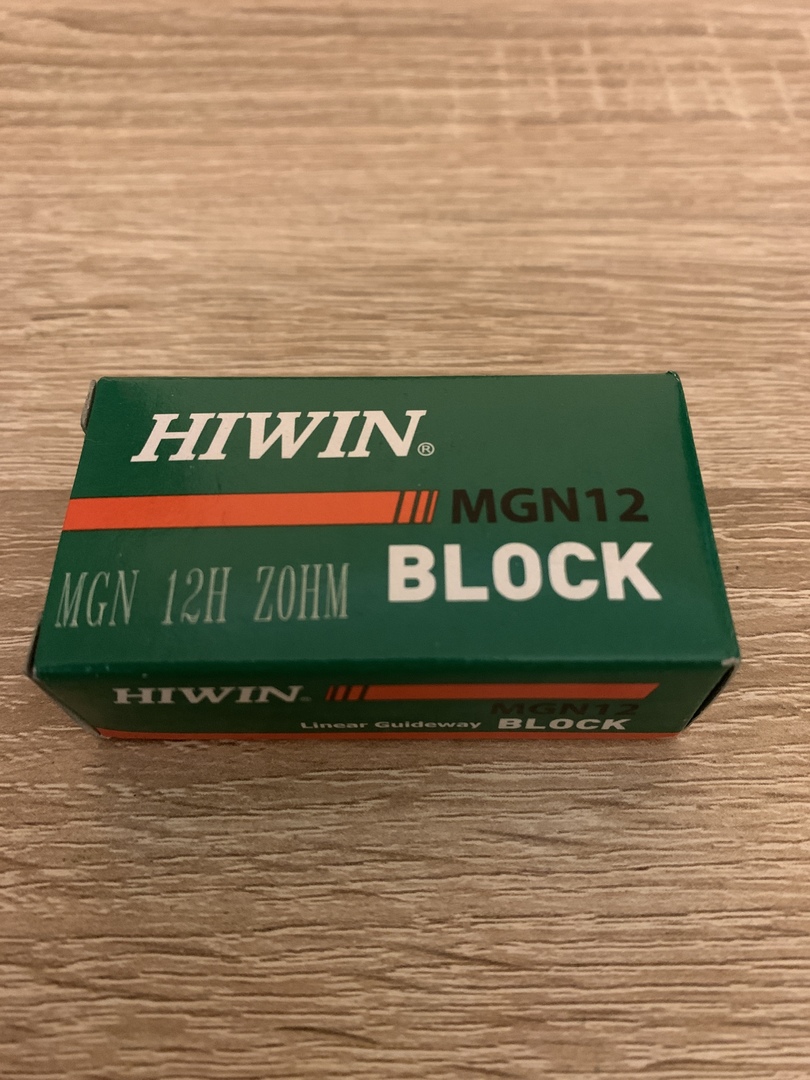 HIWIN®
MGN12
MGN 12H Z0HM
BLOCK
HIWIN®
MGN12
Linear Guideway BLOCK